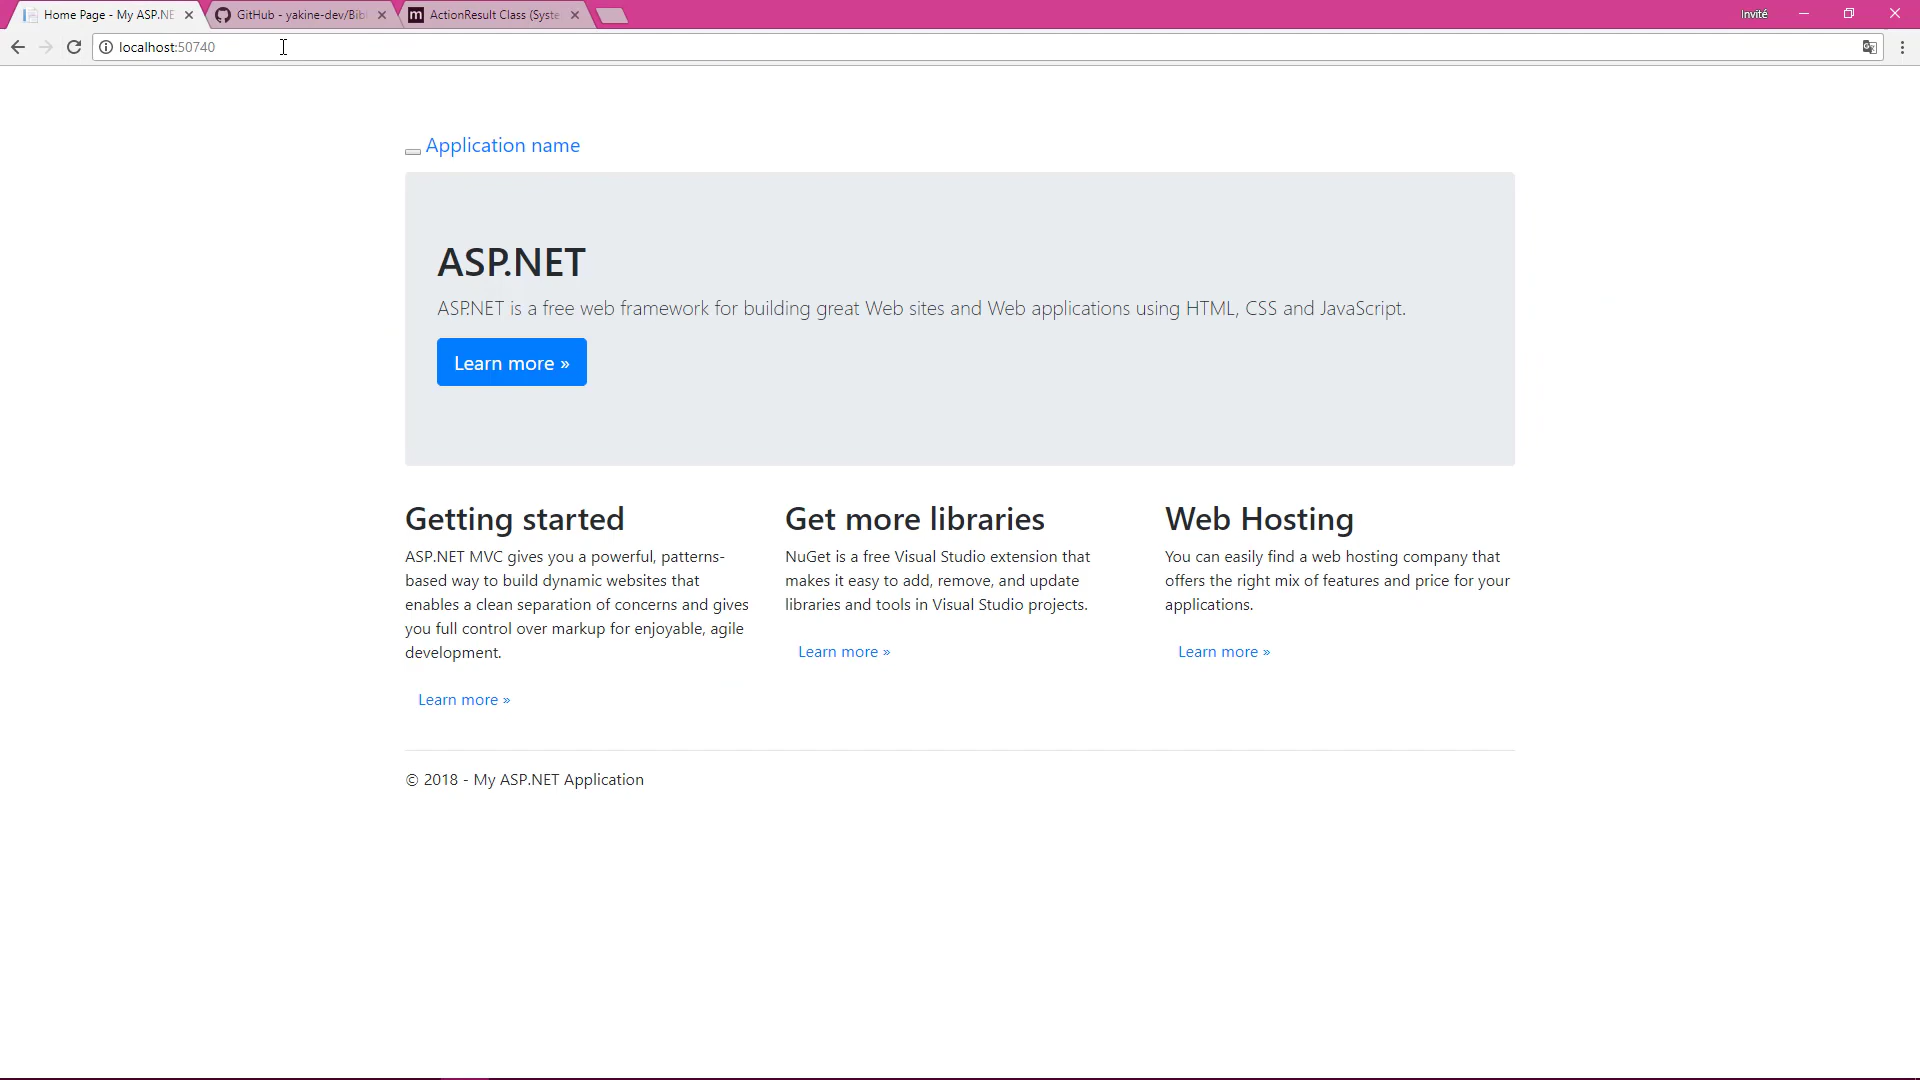 Home Page - My ASP.NE
GitHub - yakine-dev/Bib
m ActionResult Class (Syste
Invité
localhost:50740
Application name
ASP.NET
ASP.NET is a free web framework for building great Web sites and Web applications using HTML, CSS and JavaScript.
Learn more »
Getting started
ASP.NET MVC gives you a powerful, patterns-
based way to build dynamic websites that
enables a clean separation of concerns and gives
you full control over markup for enjoyable, agile
development.
Learn more »
Get more libraries
NuGet is a free Visual Studio extension that
makes it easy to add, remove, and update
libraries and tools in Visual Studio projects.
Learn more »
Web Hosting
You can easily find a web hosting company that
offers the right mix of features and price for your
applications.
Learn more »
© 2018 - My ASP.NET Application